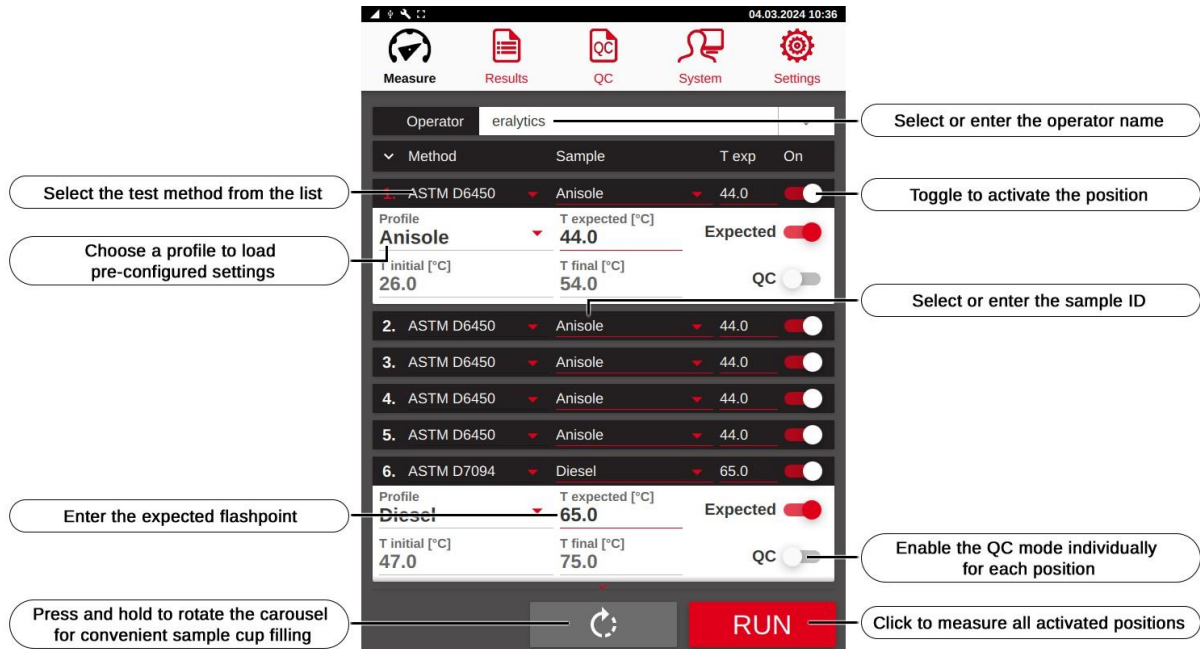 04.03.2024 10:36
Measure
Results
QC
QC
System
Settings
Operator eralytics
Select or enter the operator name
Method Sample T exp On
Select the test method from the list
1. ASTM D6450 Anisole 44.0
Toggle to activate the position
Profile T expected [°C]
Anisole 44.0 Expected
Choose a profile to load
pre-configured settings
T initial [°C] T final [°C]
26.0 54.0 QC
Select or enter the sample ID
2. ASTM D6450 Anisole 44.0
3. ASTM D6450 Anisole 44.0
4. ASTM D6450 Anisole 44.0
5. ASTM D6450 Anisole 44.0
6. ASTM D7094 Diesel 65.0
Profile T expected [°C]
Diesel 65.0 Expected
Enter the expected flashpoint
T initial [°C] T final [°C]
47.0 75.0 QC
Enable the QC mode individually
for each position
Press and hold to rotate the carousel
for convenient sample cup filling
RUN
Click to measure all activated positions